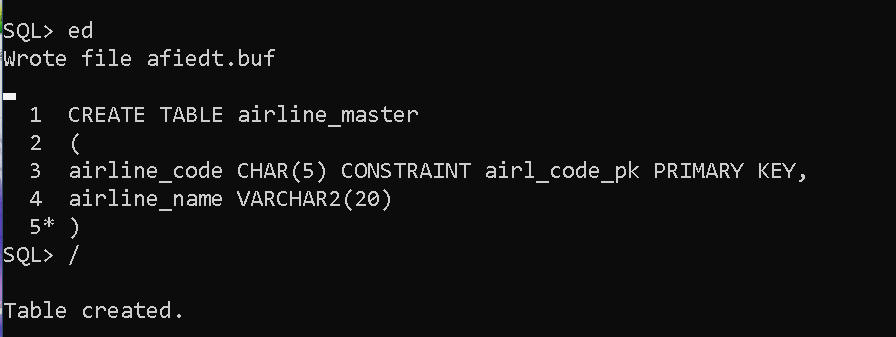 SQL> ed
Wrote file afiedt.buf
1 CREATE TABLE airline_master
2 (
3 airline_code CHAR(5) CONSTRAINT airl_code_pk PRIMARY KEY,
4 airline_name VARCHAR2(20)
5* )
SQL> /
Table created.